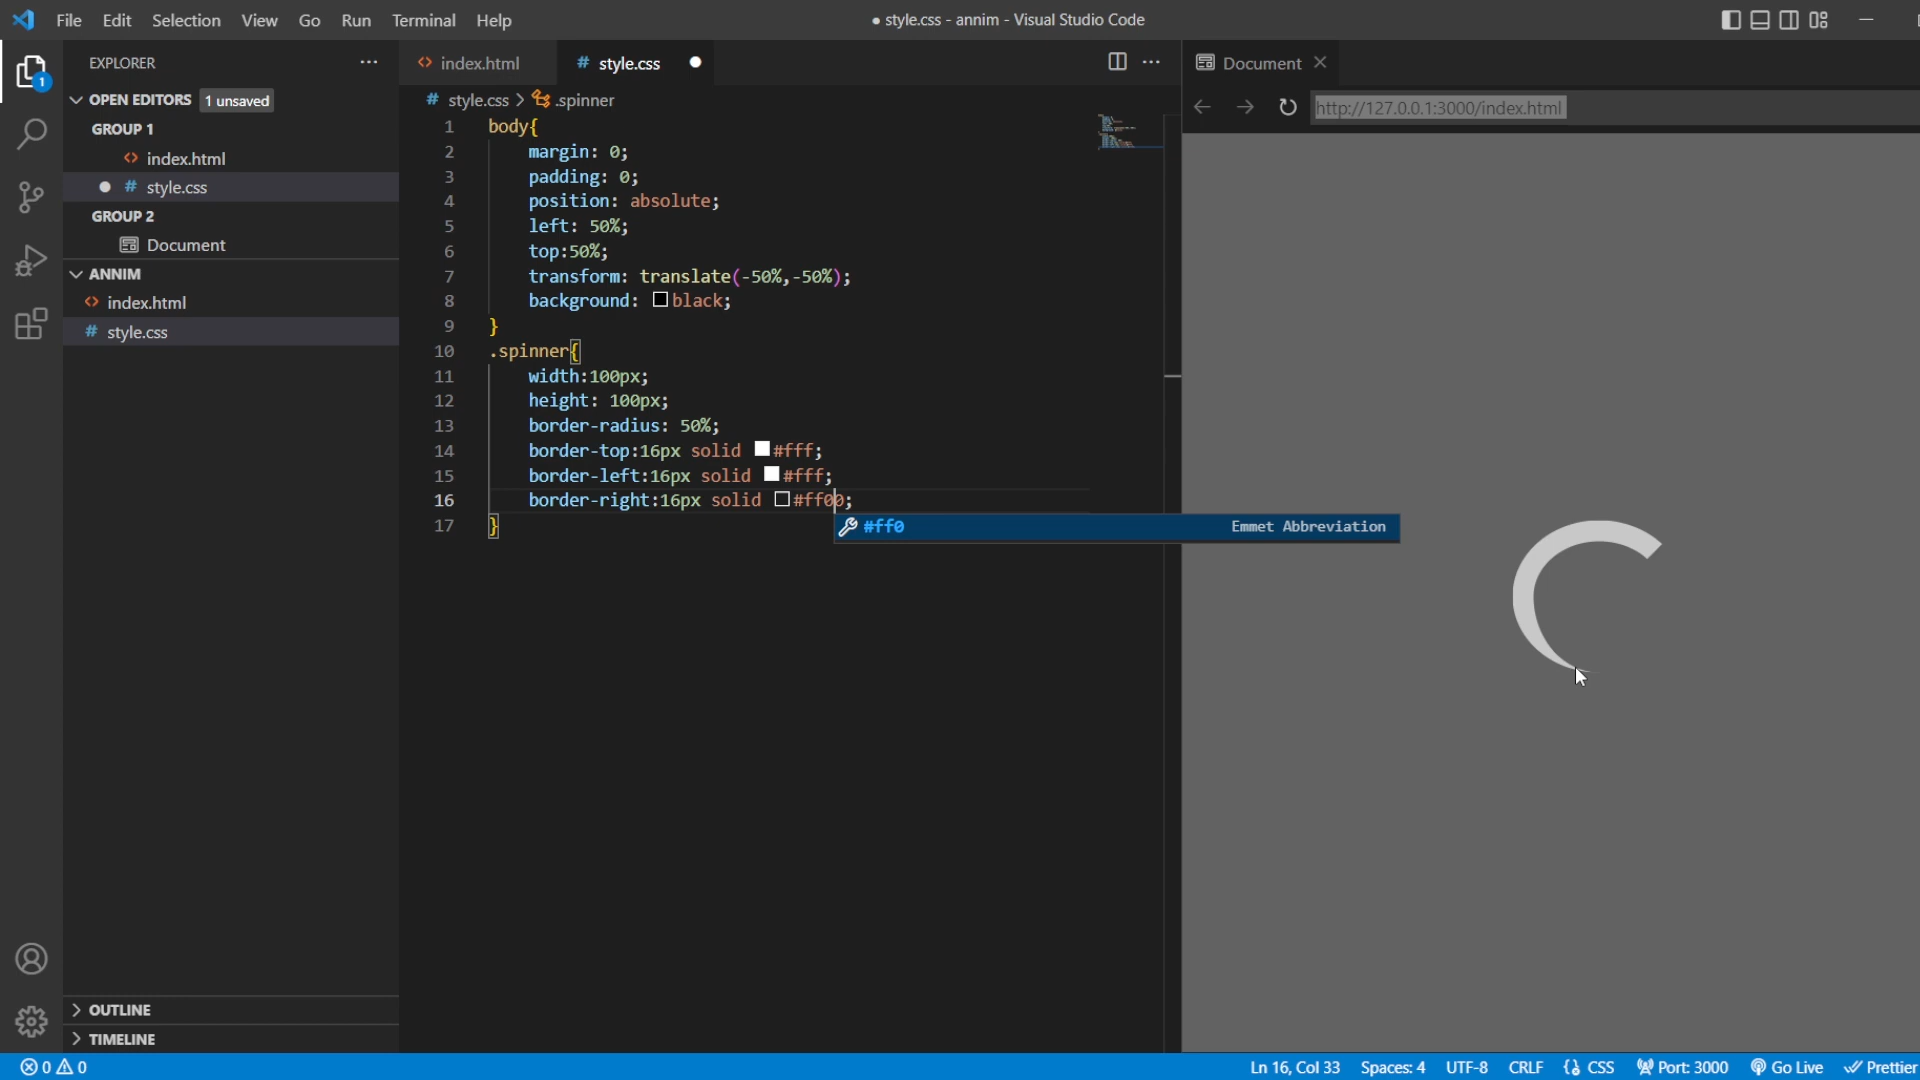 File Edit Selection View Go Run Terminal Help
● style.css - annim - Visual Studio Code
EXPLORER
1
OPEN EDITORS 1 unsaved
GROUP 1
index.html
# style.css
GROUP 2
Document
ANNIM
index.html
# style.css
OUTLINE
TIMELINE
index.html
# style.css
# style.css > .spinner
1 body{
2 margin: 0;
3 padding: 0;
4 position: absolute;
5 left: 50%;
6 top:50%;
7 transform: translate(-50%,-50%);
8 background: black;
9 }
10 .spinner{
11 width:100px;
12 height: 100px;
13 border-radius: 50%;
14 border-top:16px solid #fff;
15 border-left:16px solid #fff;
16 border-right:16px solid #ff00;
17 }
#ff0 Emmet Abbreviation
Document
http://127.0.0.1:3000/index.html
0 0
Ln 16, Col 33 Spaces: 4 UTF-8 CRLF {} CSS Port: 3000 Go Live Prettier